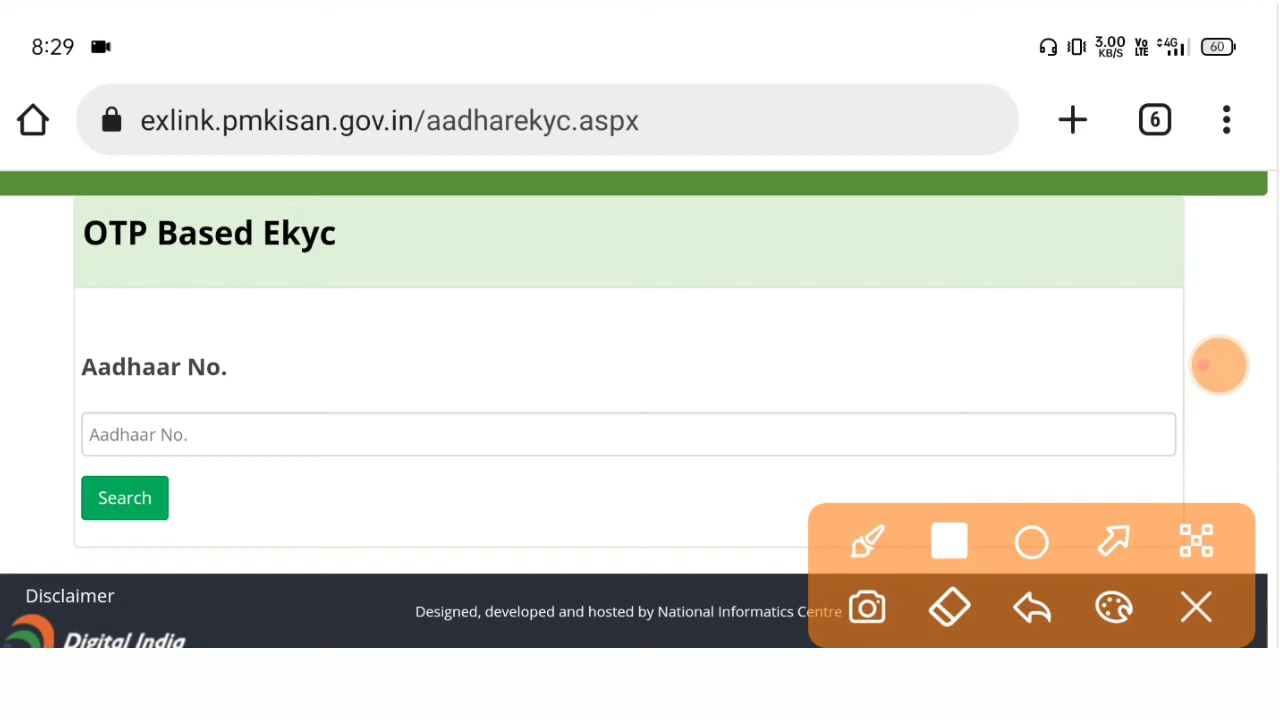 8:29
3.00
KB/S
Vo
LTE
4G
60
exlink.pmkisan.gov.in/aadharekyc.aspx
6
OTP Based Ekyc
Aadhaar No.
Aadhaar No.
Search
Disclaimer
Designed, developed and hosted by National Informatics Centre
Digital India